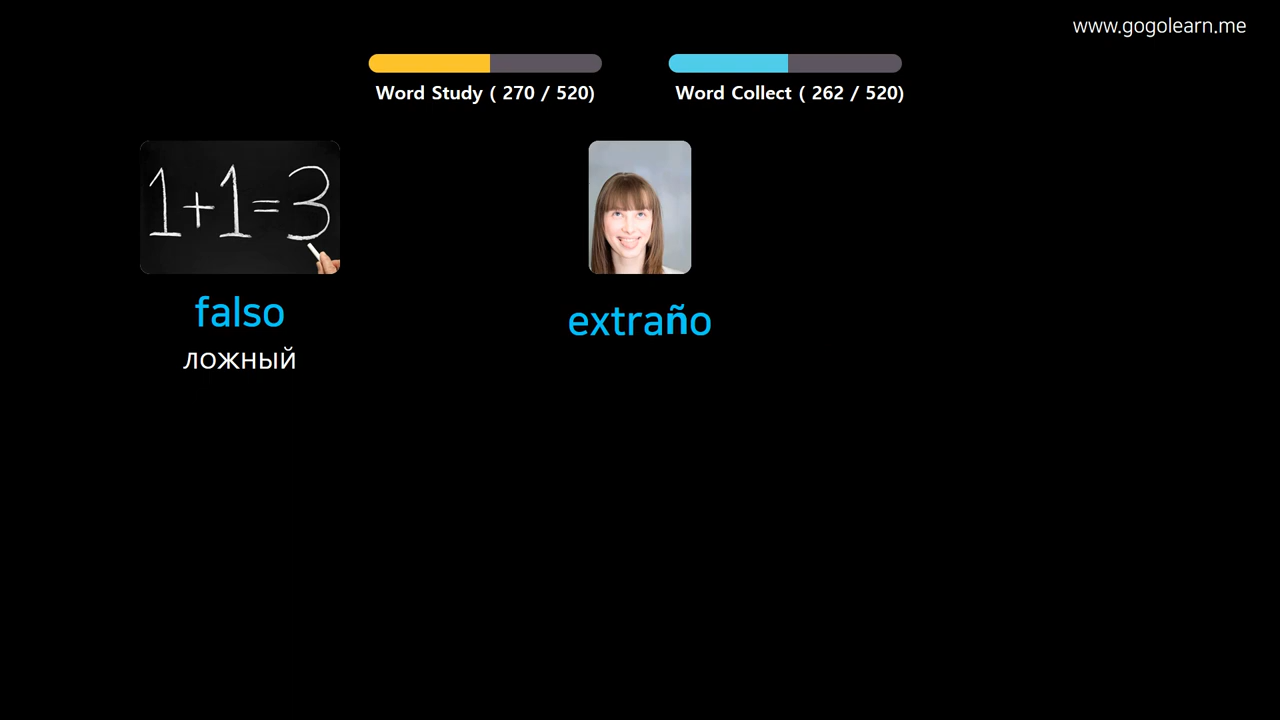 www.gogolearn.me
Word Study ( 270 / 520)
Word Collect ( 262 / 520)
1+1=3
falso
ложный
extraño